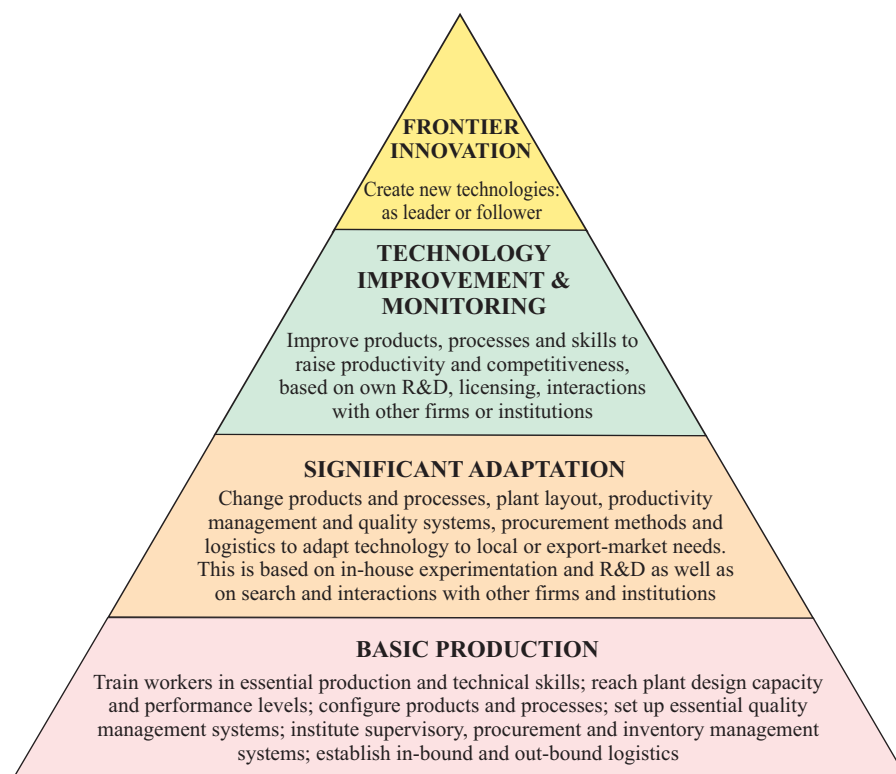 FRONTIER
INNOVATION
Create new technologies:
as leader or follower
TECHNOLOGY
IMPROVEMENT &
MONITORING
Improve products, processes and skills to
raise productivity and competitiveness,
based on own R&D, licensing, interactions
with other firms or institutions
SIGNIFICANT ADAPTATION
Change products and processes, plant layout, productivity
management and quality systems, procurement methods and
logistics to adapt technology to local or export-market needs.
This is based on in-house experimentation and R&D as well as
on search and interactions with other firms and institutions
BASIC PRODUCTION
Train workers in essential production and technical skills; reach plant design capacity
and performance levels; configure products and processes; set up essential quality
management systems; institute supervisory, procurement and inventory management
systems; establish in-bound and out-bound logistics